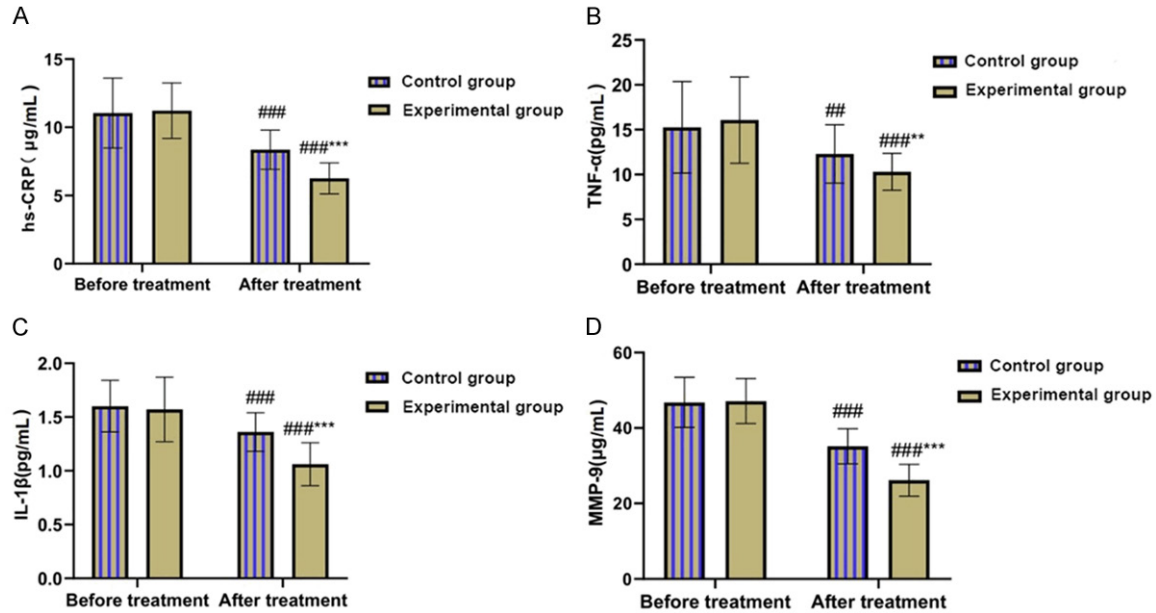 A
hs-CRP ( μg/mL)
15
10
5
0
###
###***
Before treatment
After treatment
Control group
Experimental group
B
TNF-α(pg/mL)
25
20
15
10
5
0
##
###**
Before treatment
After treatment
Control group
Experimental group
C
IL-1β(pg/mL)
2.0
1.5
1.0
0.5
0.0
###
###***
Before treatment
After treatment
Control group
Experimental group
D
MMP-9(μg/mL)
60
40
20
0
###
###***
Before treatment
After treatment
Control group
Experimental group